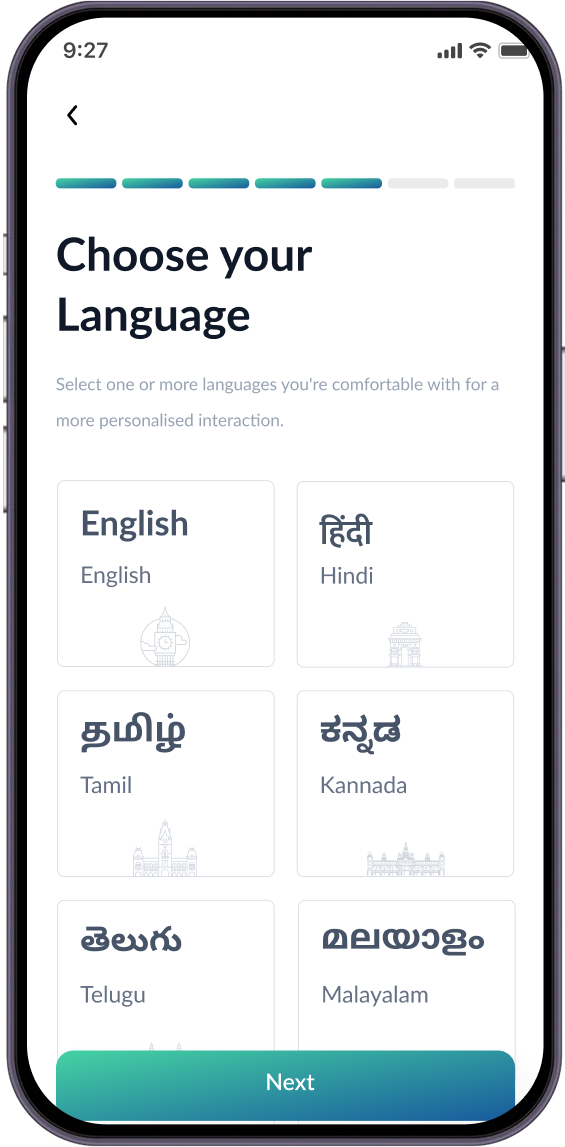 9:27
Choose your
Language
Select one or more languages you're comfortable with for a
more personalised interaction.
English
English
हिंदी
Hindi
தமிழ்
Tamil
ಕನ್ನಡ
Kannada
తెలుగు
Telugu
മലയാളം
Malayalam
Next